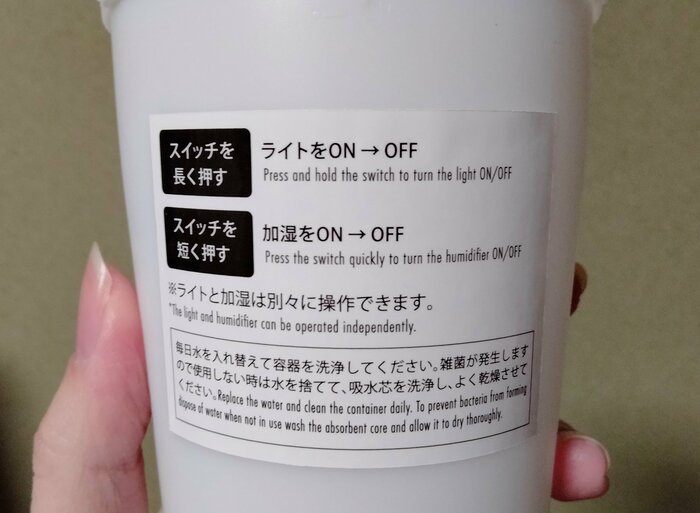 スイッチを
長く押す
ライトをON → OFF
Press and hold the switch to turn the light ON/OFF
スイッチを
短く押す
加湿をON → OFF
Press the switch quickly to turn the humidifier ON/OFF
※ライトと加湿は別々に操作できます。
*The light and humidifier can be operated independently.
毎日水を入れ替えて容器を洗浄してください。雑菌が発生します
ので使用しない時は水を捨てて、吸水芯を洗浄し、よく乾燥させて
ください。Replace the water and clean the container daily. To prevent bacteria from forming
dispose of water when not in use wash the absorbent core and allow it to dry thoroughly.